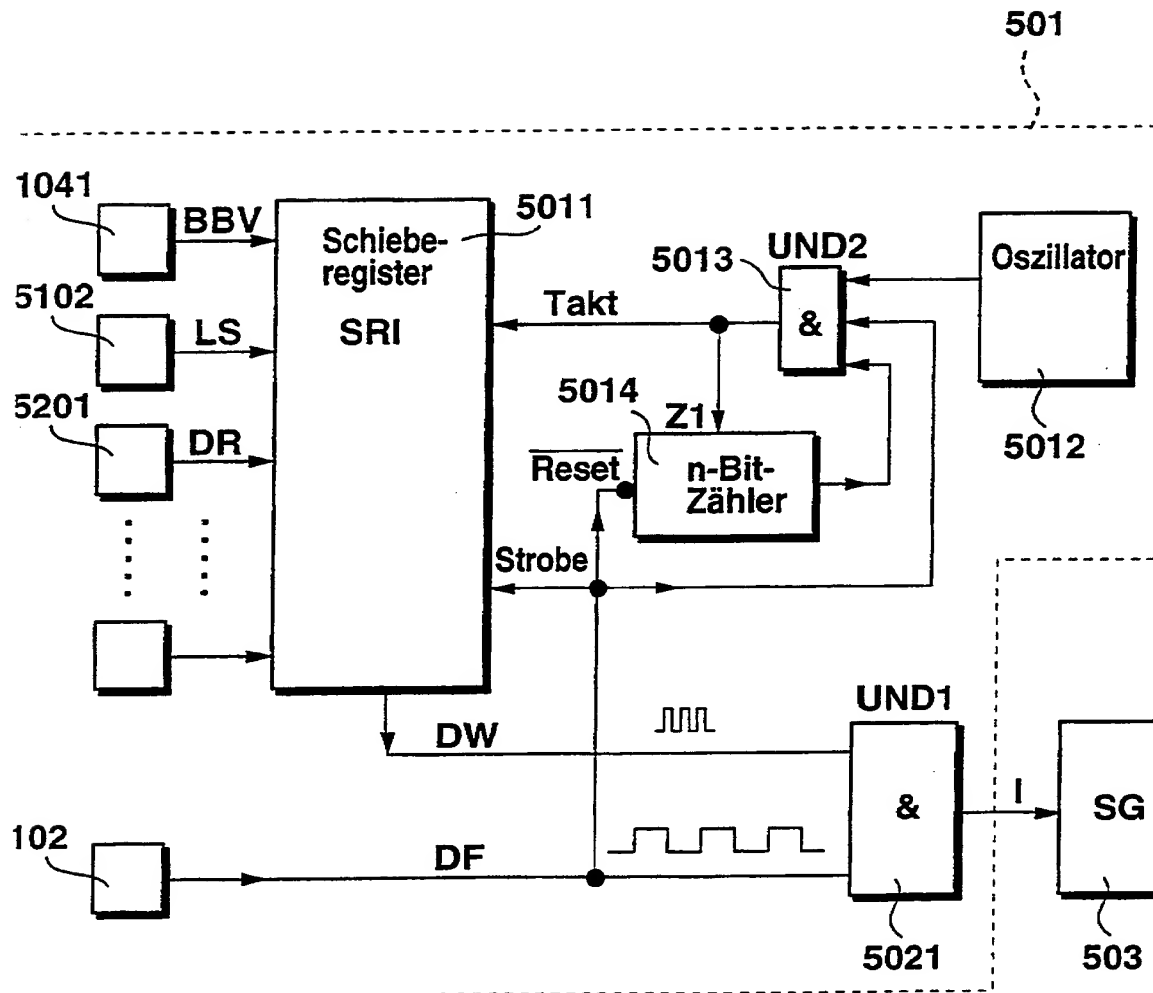 501
1041
BBV
Schiebe-
register
SRI
5011
5102
LS
5201
DR
Takt
5013
UND2
&
Oszillator
5012
5014
Z1
Reset
n-Bit-
Zähler
Strobe
DW
UND1
&
5021
I
SG
503
102
DF